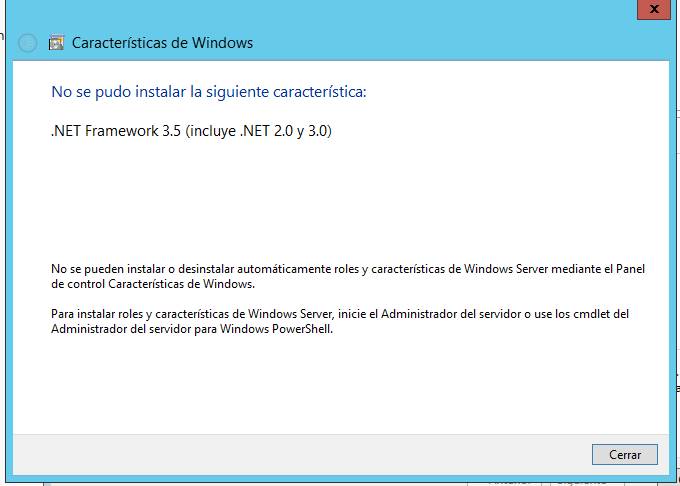 x
Características de Windows
No se pudo instalar la siguiente característica:
.NET Framework 3.5 (incluye .NET 2.0 y 3.0)
No se pueden instalar o desinstalar automáticamente roles y características de Windows Server mediante el Panel
de control Características de Windows.
Para instalar roles y características de Windows Server, inicie el Administrador del servidor o use los cmdlet del
Administrador del servidor para Windows PowerShell.
Cerrar